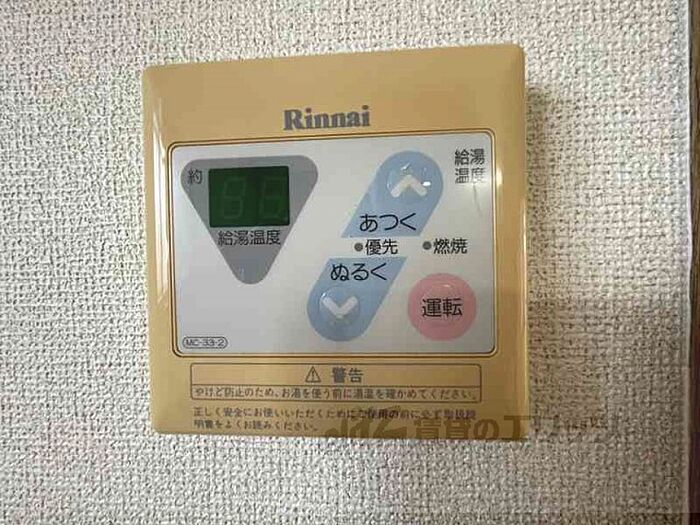 Rinnai
約
給湯温度
給湯
温度
あつく
優先
燃焼
ぬるく
運転
MC-33-2
警告
やけど防止のため、お湯を使う前に湯温を確かめてください。
正しく安全にお使いいただくためにご使用の前に必ず取扱説
明書をよくお読みください。
賃貸のエ